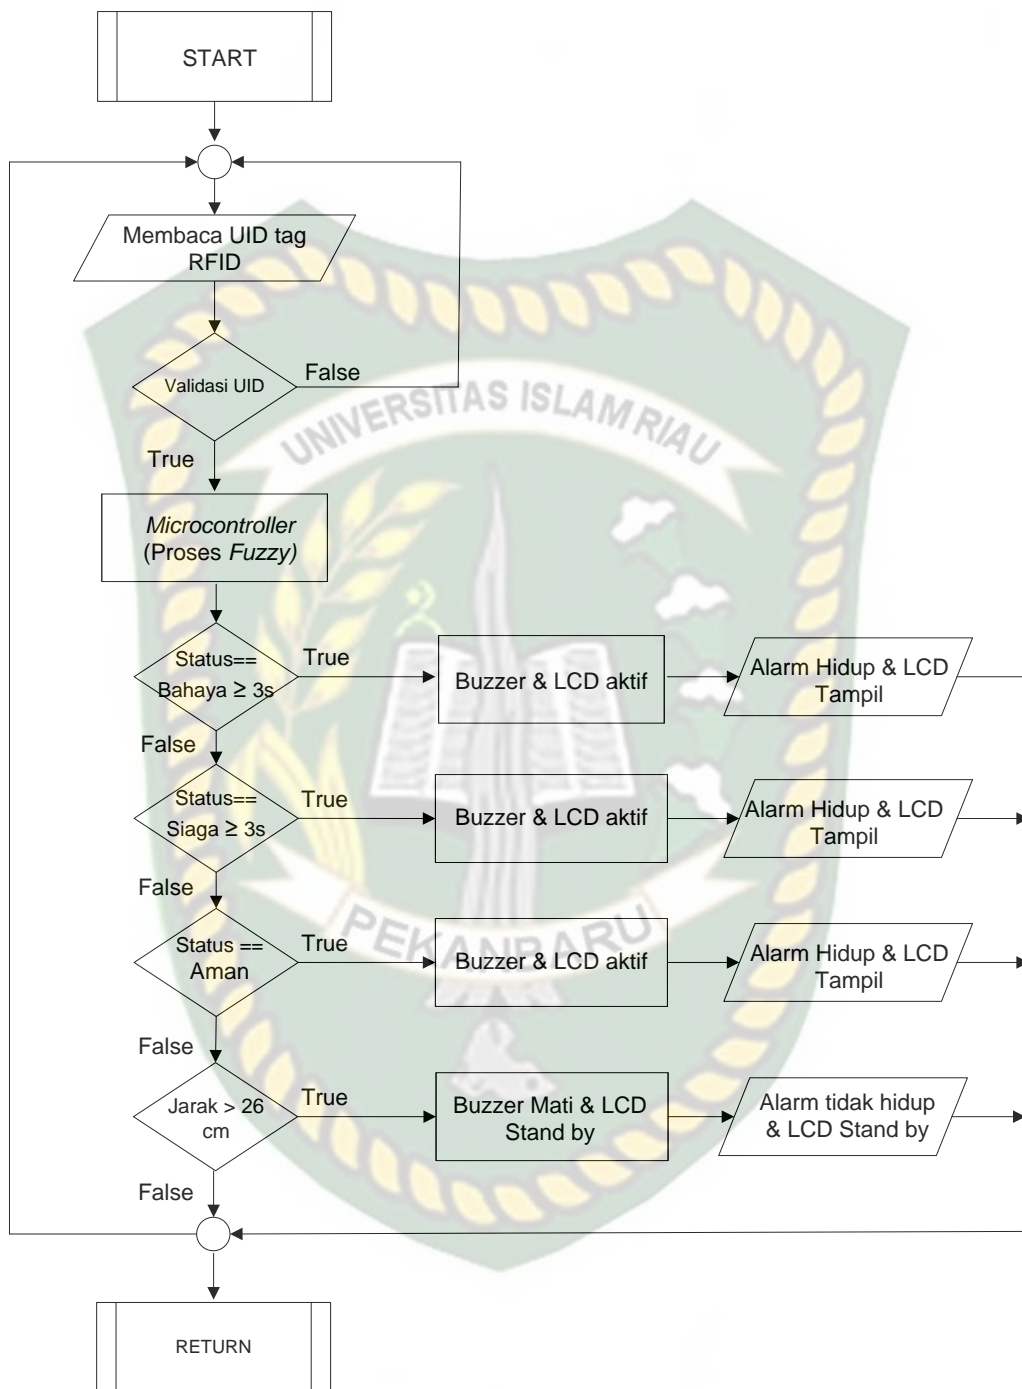 START
Membaca UID tag
RFID
Validasi UID
False
True
UNIVERSITAS ISLAM RIAU
Microcontroller
(Proses Fuzzy)
Status==
Bahaya ≥ 3s
True
Buzzer & LCD aktif
Alarm Hidup & LCD
Tampil
False
Status==
Siaga ≥ 3s
True
Buzzer & LCD aktif
Alarm Hidup & LCD
Tampil
False
Status ==
Aman
True
Buzzer & LCD aktif
Alarm Hidup & LCD
Tampil
PEKANBARU
False
Jarak > 26
cm
True
Buzzer Mati & LCD
Stand by
Alarm tidak hidup
& LCD Stand by
False
RETURN